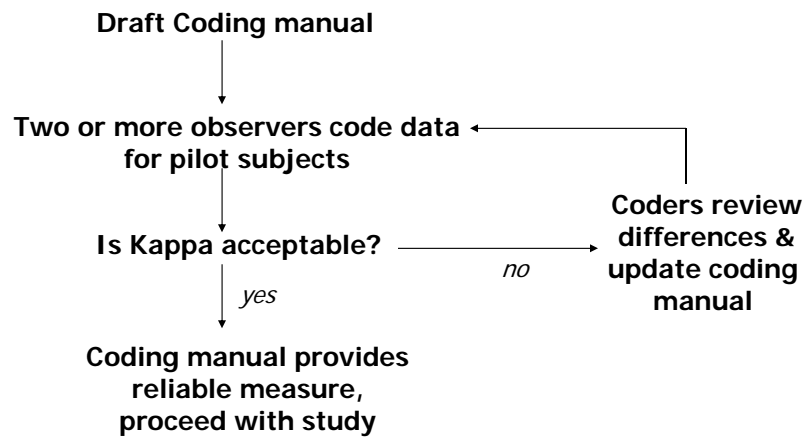 Draft Coding manual
Two or more observers code data
for pilot subjects
Is Kappa acceptable?
no
Coders review
differences &
update coding
manual
yes
Coding manual provides
reliable measure,
proceed with study